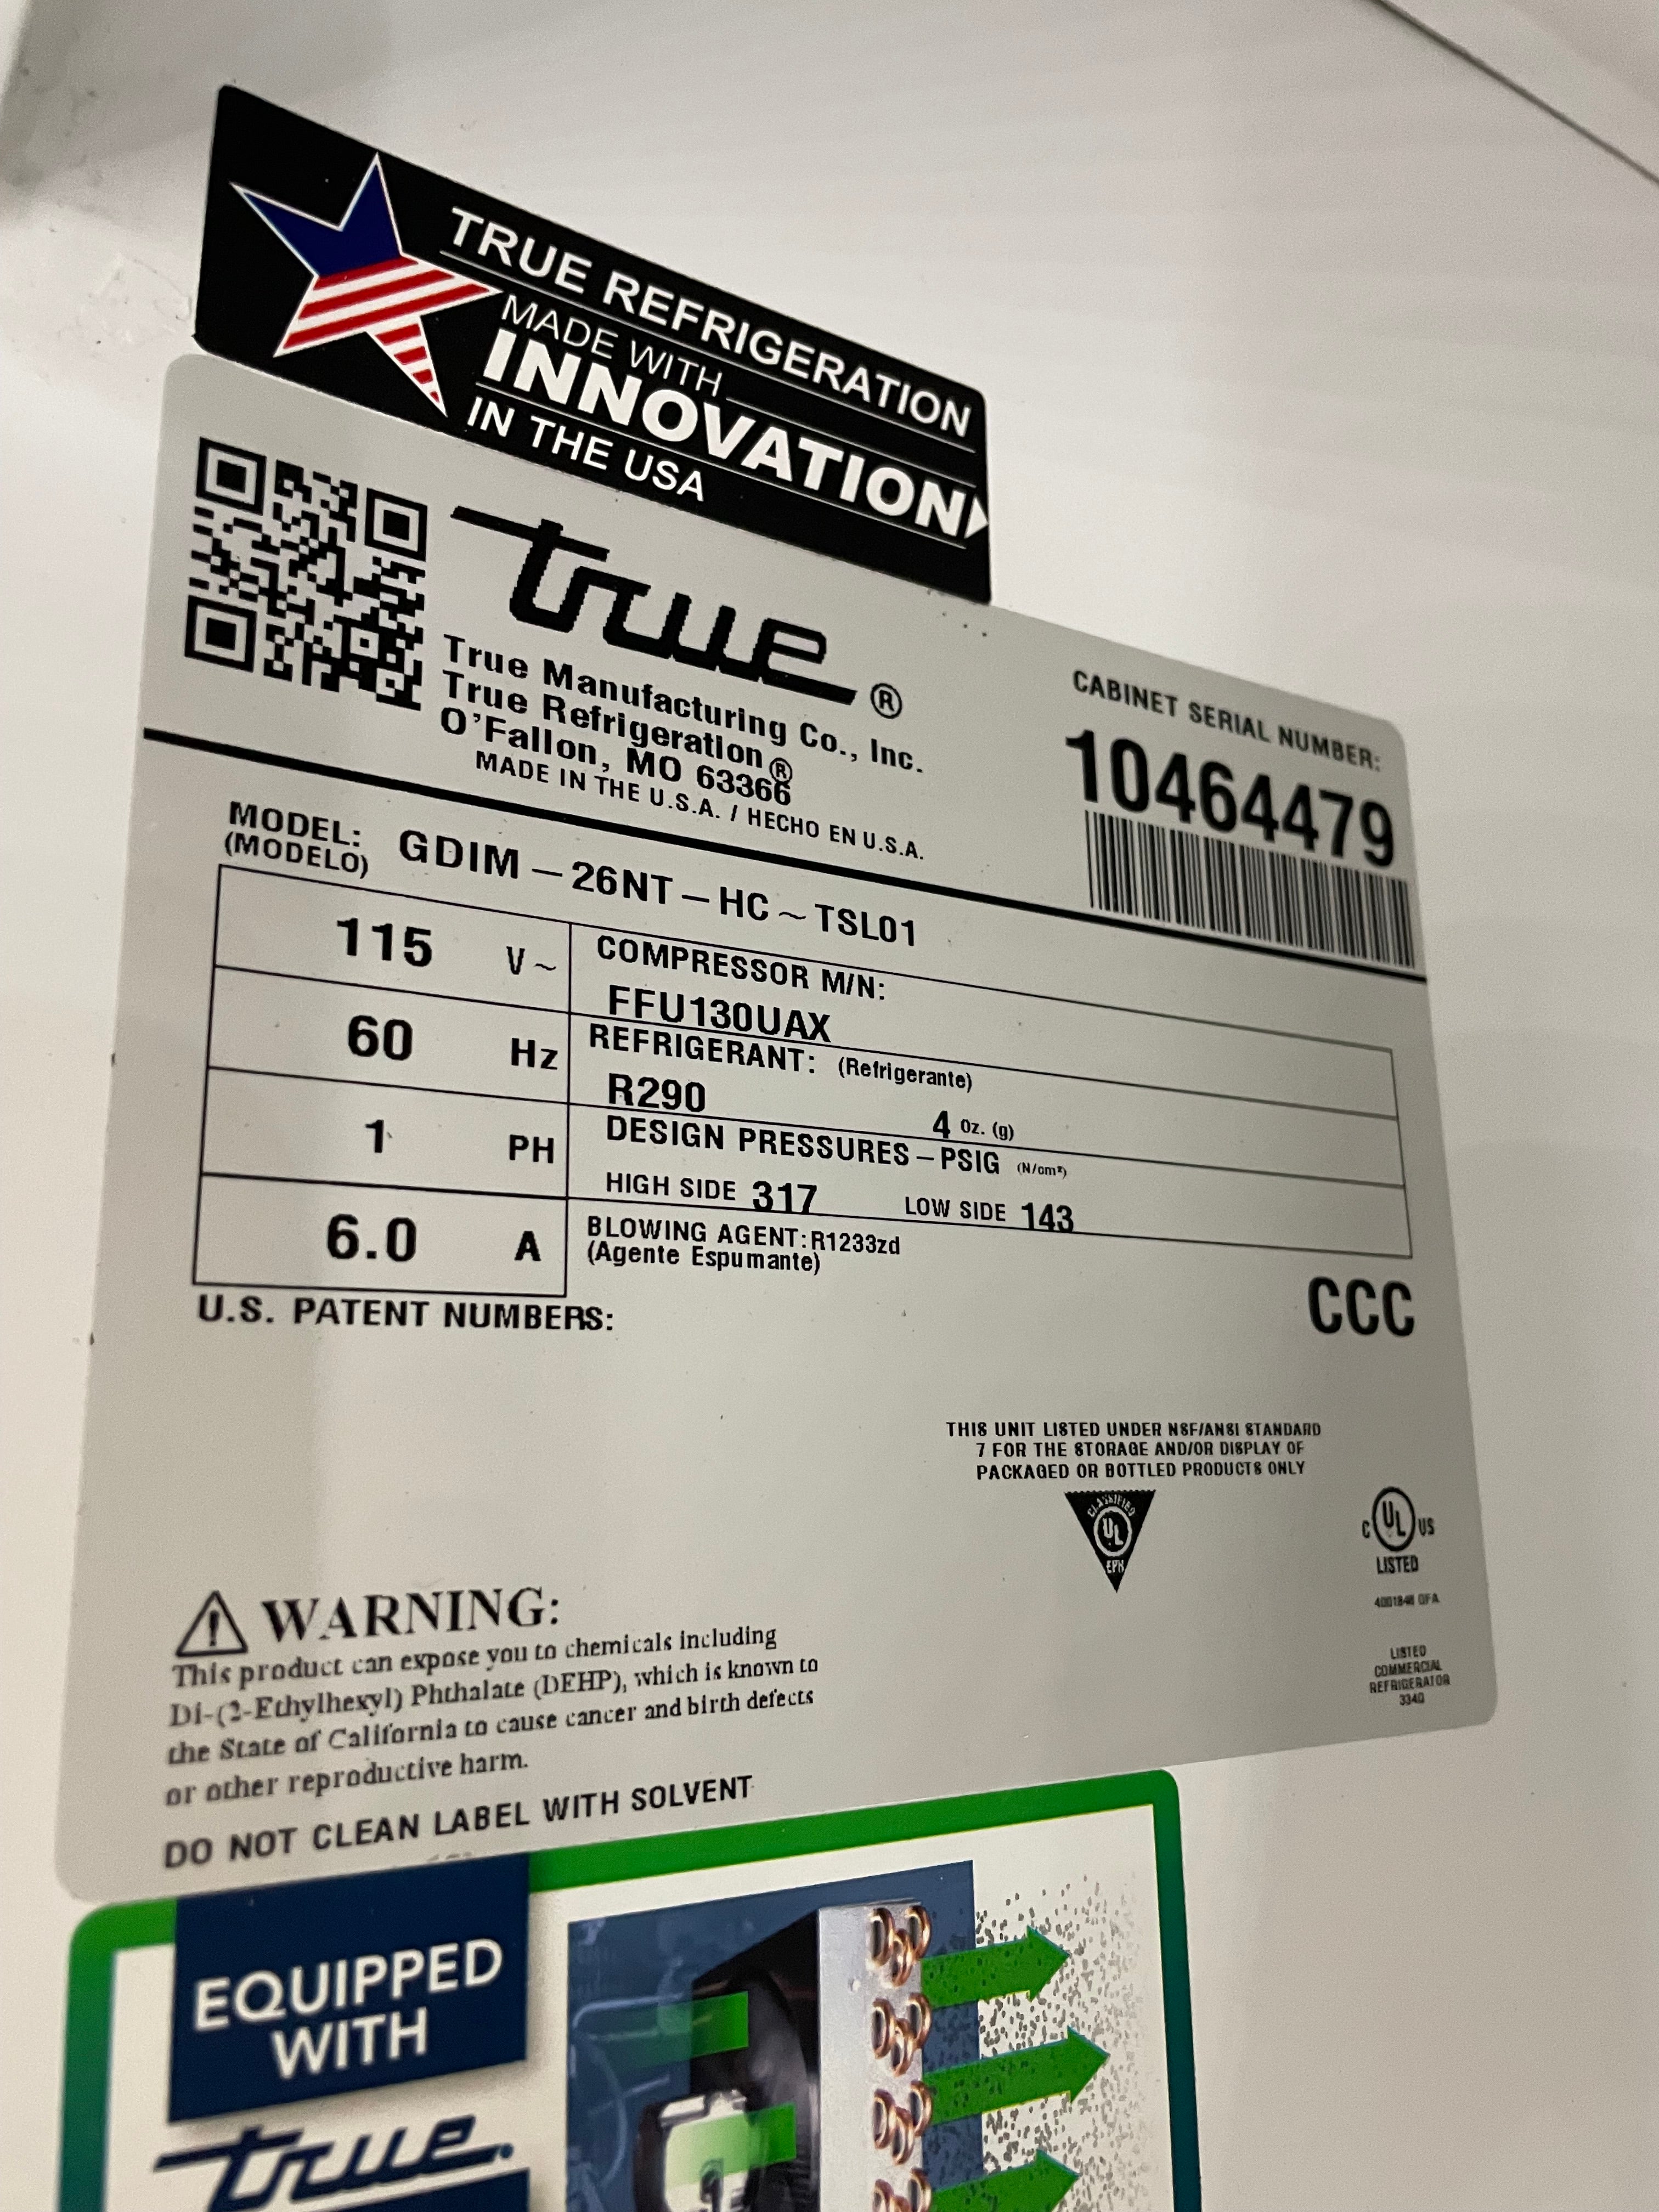 TRUE REFRIGERATION
MADE WITH
INNOVATION
IN THE USA
true®
True Manufacturing Co., Inc.
True Refrigeration®
O'Fallon, MO 63366
MADE IN THE U.S.A. / HECHO EN U.S.A.
CABINET SERIAL NUMBER:
10464479
MODEL: GDIM-26NT-HC~TSL01
(MODELO)
115 V~
60 Hz
1 PH
6.0 A
COMPRESSOR M/N:
FFU130UAX
REFRIGERANT: (Refrigerante)
R290 4 Oz. (g)
DESIGN PRESSURES-PSIG (N/cm²)
HIGH SIDE 317 LOW SIDE 143
BLOWING AGENT:R1233zd
(Agente Espumante)
U.S. PATENT NUMBERS:
CCC
THIS UNIT LISTED UNDER NSF/ANSI STANDARD
7 FOR THE STORAGE AND/OR DISPLAY OF
PACKAGED OR BOTTLED PRODUCTS ONLY
CLASSIFIED
UL
EPH
C UL US
LISTED
LISTED
COMMERCIAL
REFRIGERATOR
WARNING:
This product can expose you to chemicals including
Di-(2-Ethylhexyl) Phthalate (DEHP), which is known to
the State of California to cause cancer and birth defects
or other reproductive harm.
DO NOT CLEAN LABEL WITH SOLVENT
EQUIPPED
WITH
true